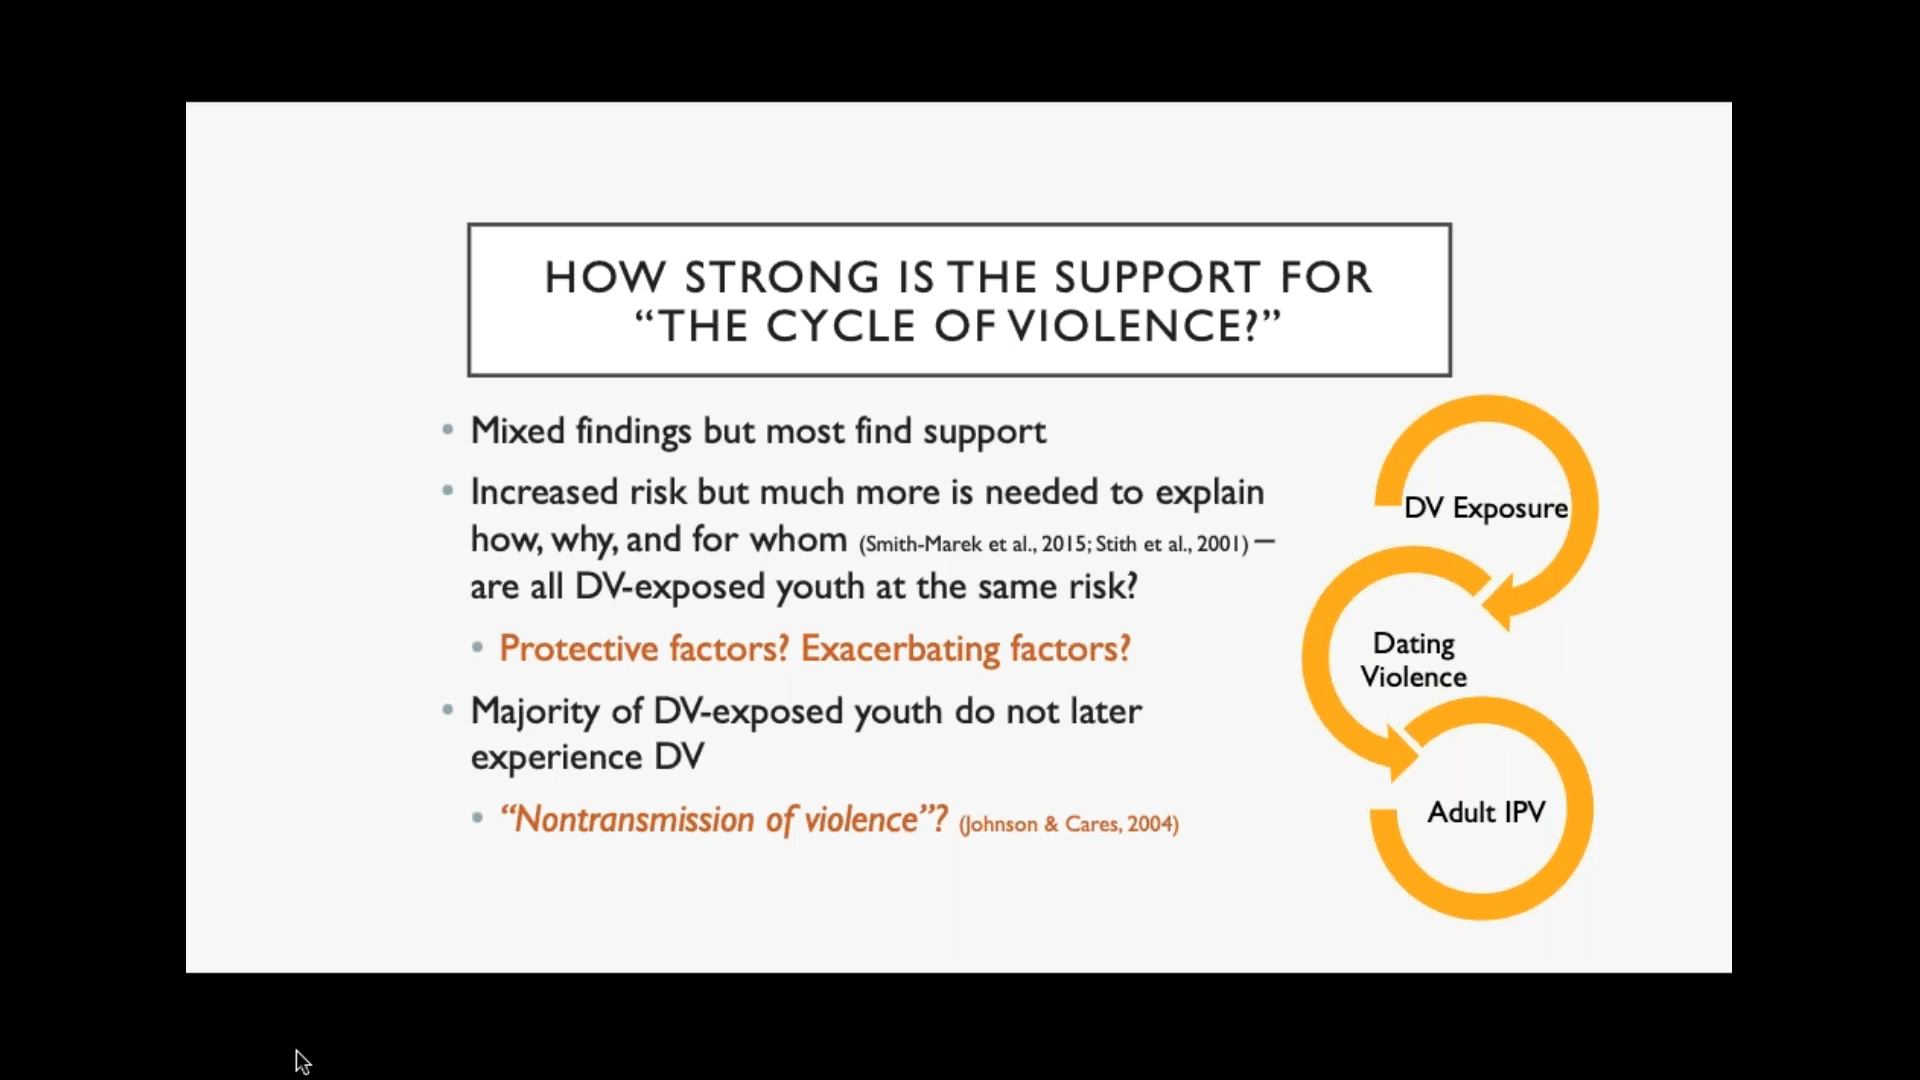 HOW STRONG IS THE SUPPORT FOR
“THE CYCLE OF VIOLENCE?”
• Mixed findings but most find support
• Increased risk but much more is needed to explain
how, why, and for whom (Smith-Marek et al., 2015; Stith et al., 2001) –
are all DV-exposed youth at the same risk?
• Protective factors? Exacerbating factors?
• Majority of DV-exposed youth do not later
experience DV
• “Nontransmission of violence”? (Johnson & Cares, 2004)
DV Exposure
Dating
Violence
Adult IPV